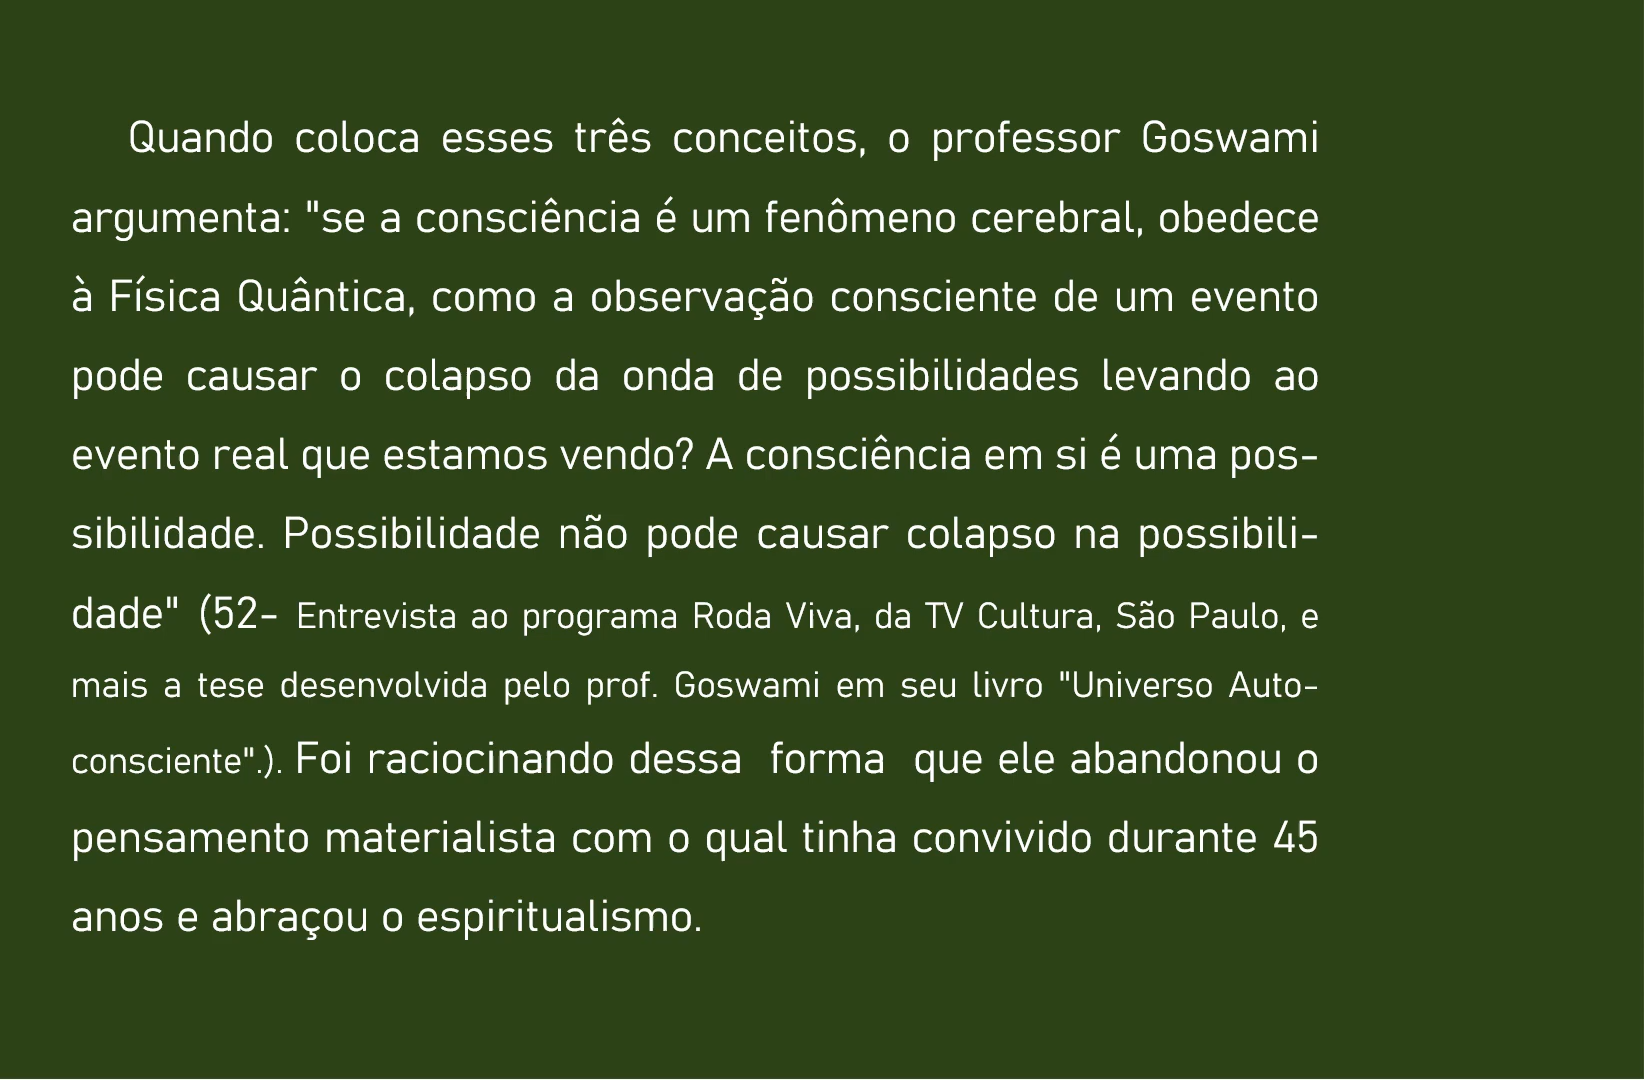 Quando coloca esses três conceitos, o professor Goswami
argumenta: "se a consciência é um fenômeno cerebral, obedece
à Física Quântica, como a observação consciente de um evento
pode causar o colapso da onda de possibilidades levando ao
evento real que estamos vendo? A consciência em si é uma pos-
sibilidade. Possibilidade não pode causar colapso na possibili-
dade" (52- Entrevista ao programa Roda Viva, da TV Cultura, São Paulo, e
mais a tese desenvolvida pelo prof. Goswami em seu livro "Universo Auto-
consciente".). Foi raciocinando dessa forma que ele abandonou o
pensamento materialista com o qual tinha convivido durante 45
anos e abraçou o espiritualismo.